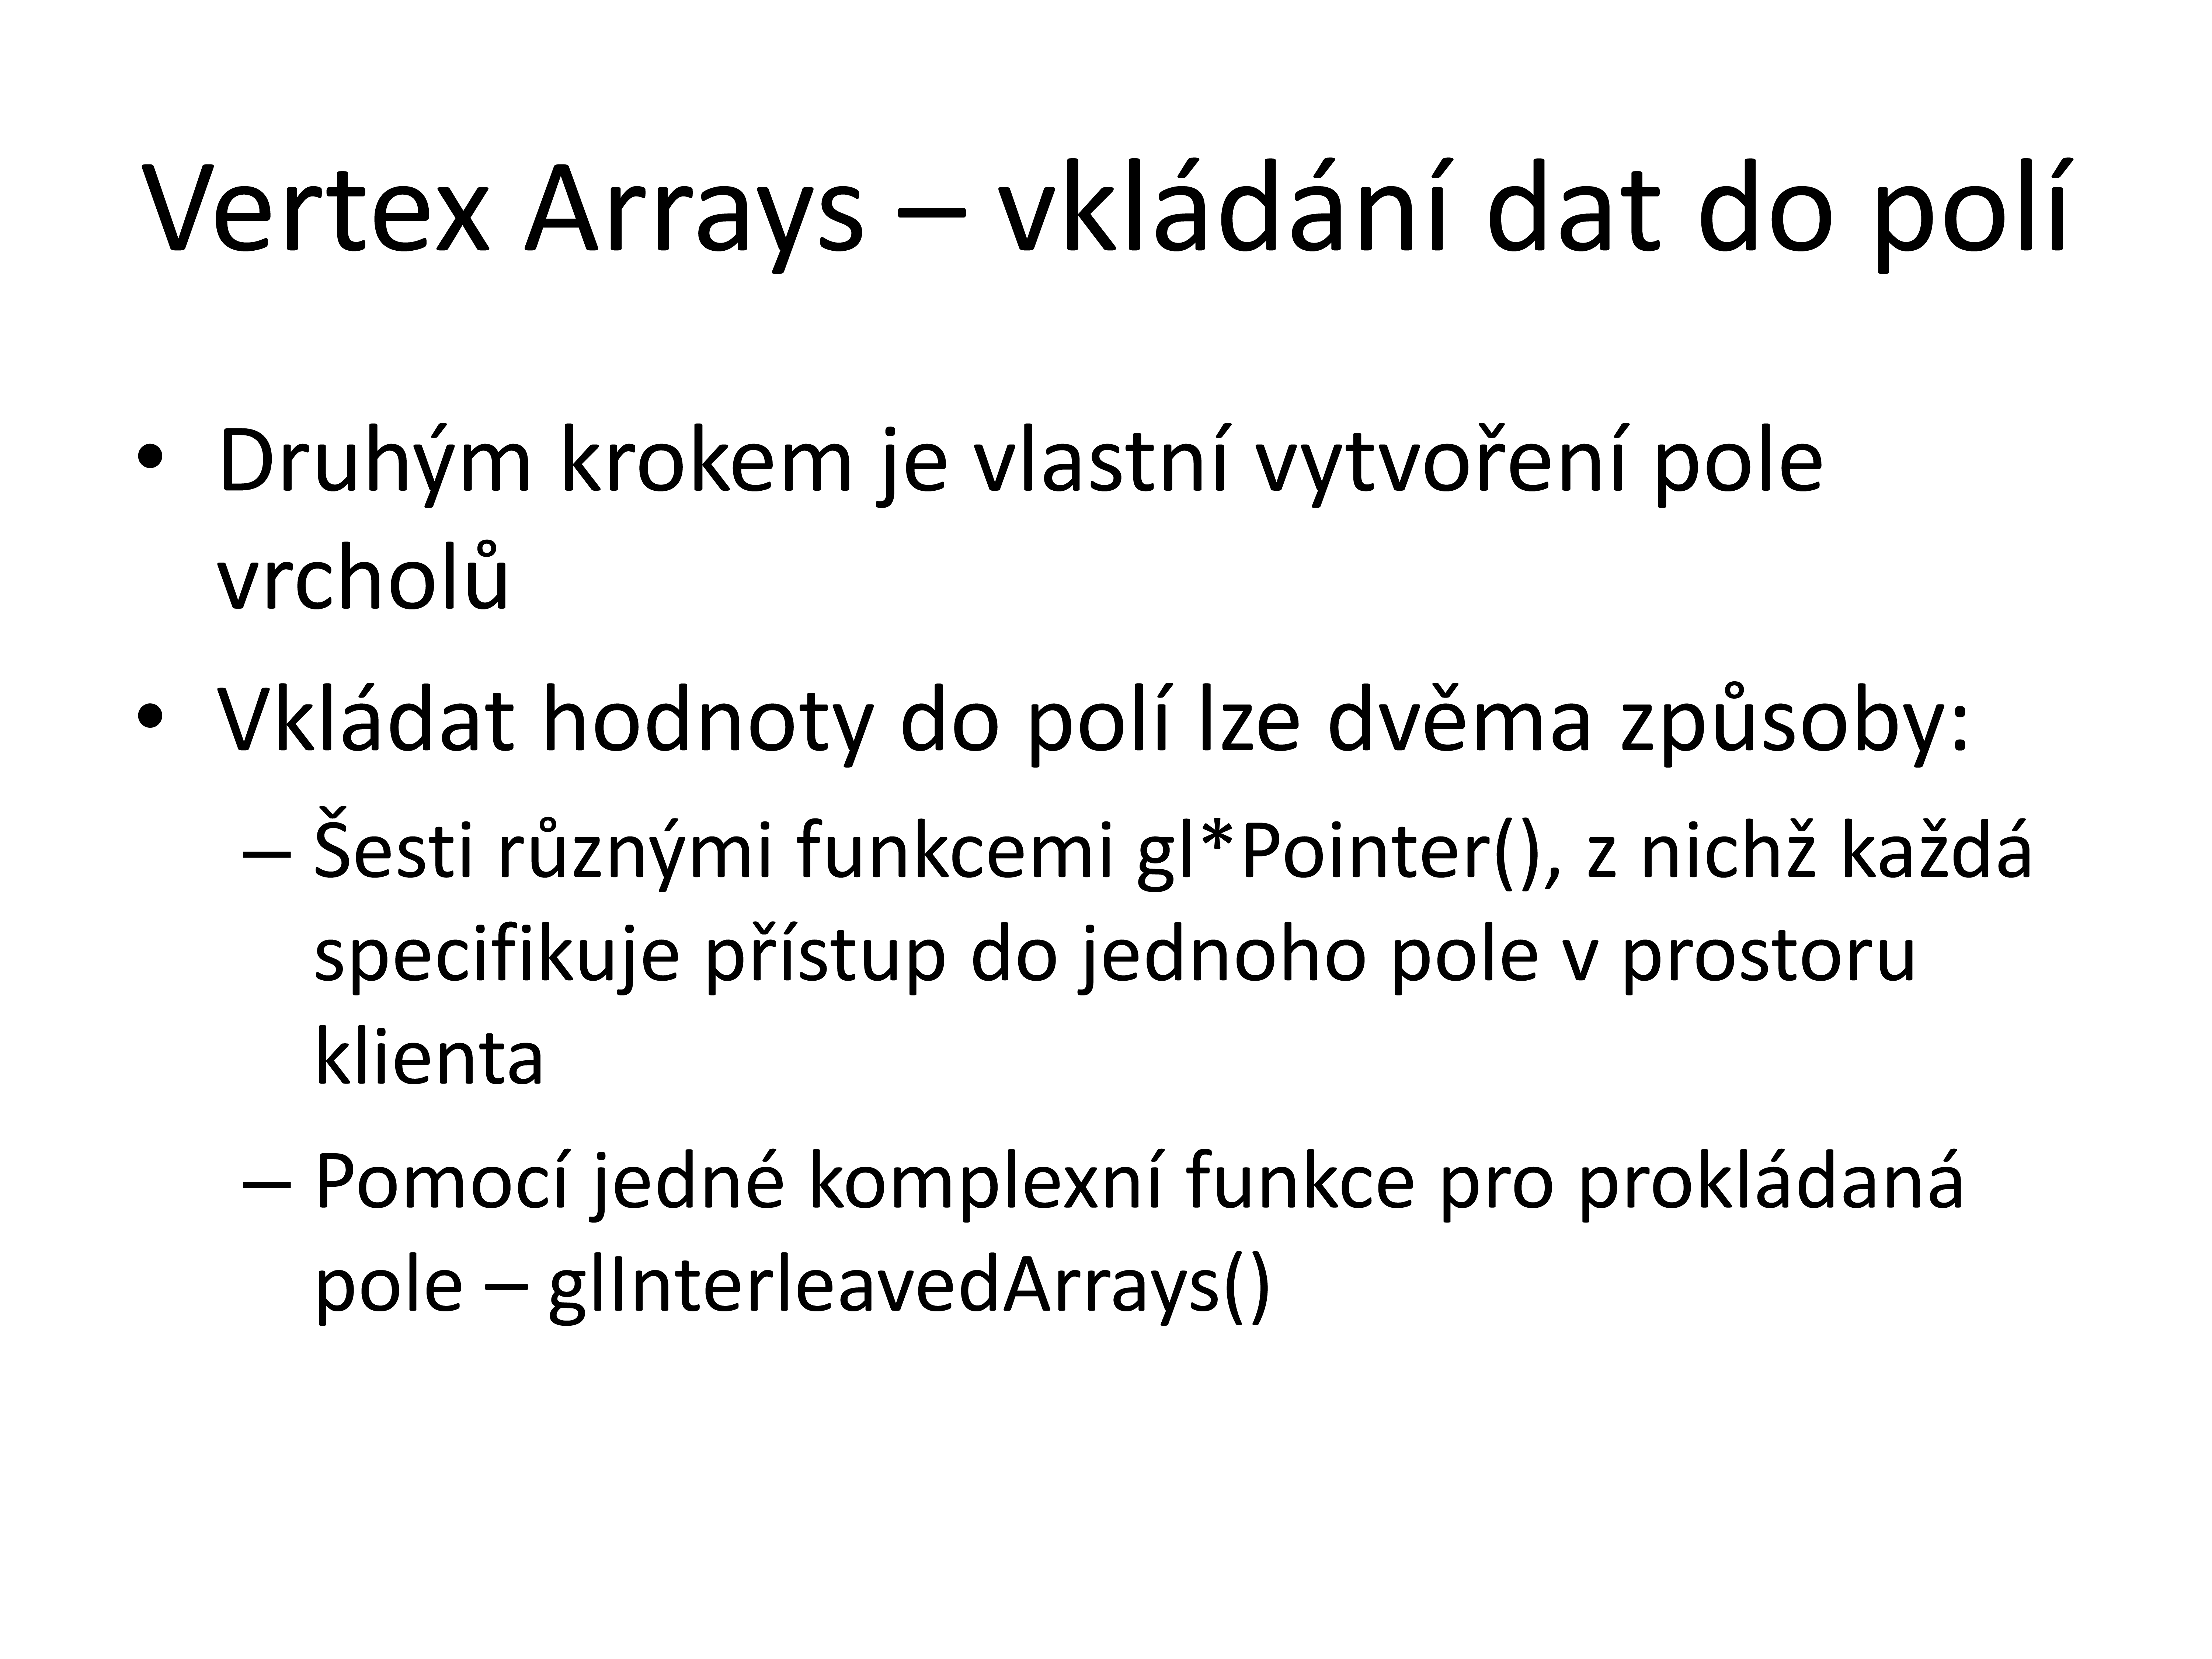 Vertex Arrays – vkládání dat do polí
• Druhým krokem je vlastní vytvoření pole
vrcholů
• Vkládat hodnoty do polí lze dvěma způsoby:
– Šesti různými funkcemi gl*Pointer(), z nichž každá
specifikuje přístup do jednoho pole v prostoru
klienta
– Pomocí jedné komplexní funkce pro prokládaná
pole – glInterleavedArrays()